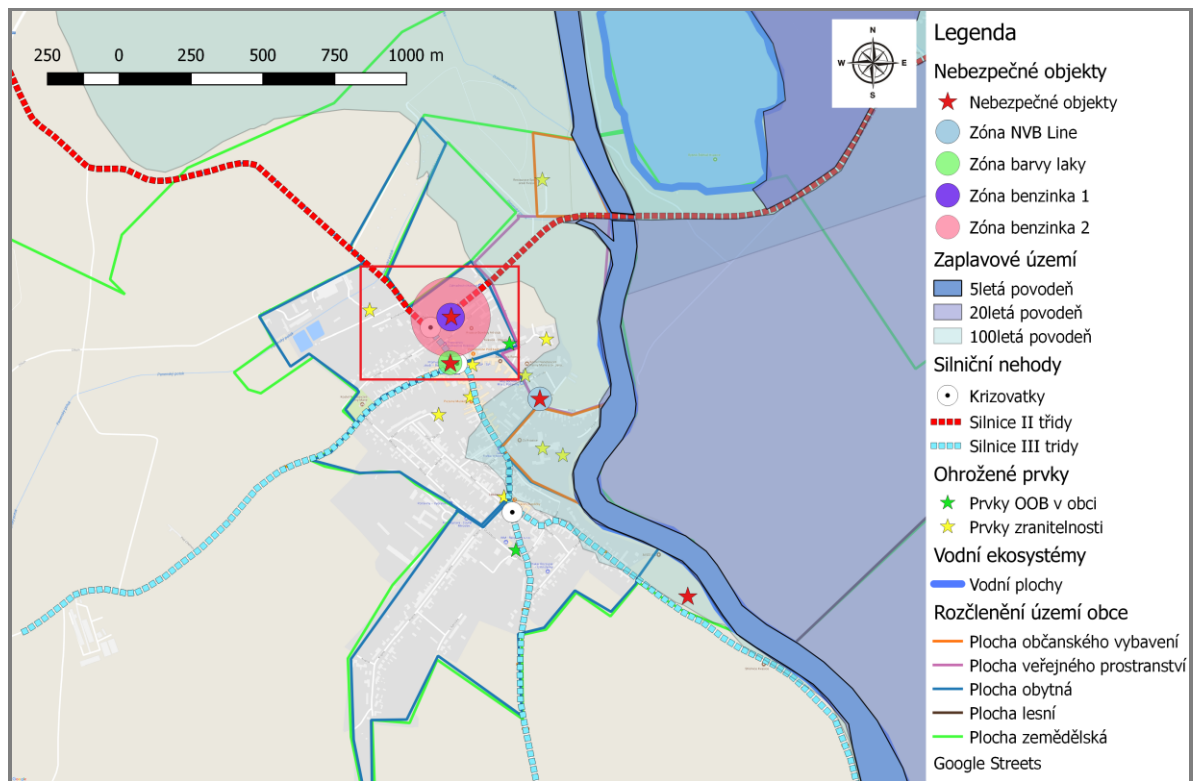 250 0 250 500 750 1000 m
N
W E
S
Legenda
Nebezpečné objekty
Nebezpečné objekty
Zóna NVB Line
Zóna barvy laky
Zóna benzinka 1
Zóna benzinka 2
Zaplavové území
5letá povodeň
20letá povodeň
100letá povodeň
Silniční nehody
Krizovatky
Silnice II třídy
Silnice III tridy
Ohrožené prvky
Prvky OOB v obci
Prvky zranitelnosti
Vodní ekosystémy
Vodní plochy
Rozčlenění území obce
Plocha občanského vybavení
Plocha veřejného prostranství
Plocha obytná
Plocha lesní
Plocha zemědělská
Google Streets